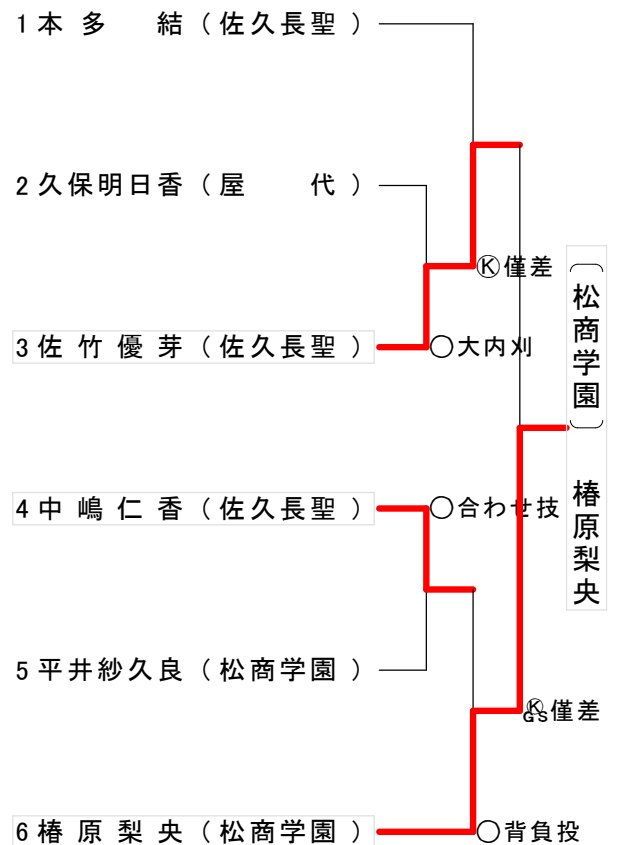 1 本多 結（佐久長聖）
2 久保明日香（屋 代）
Ⓚ僅差
3 佐竹優芽（佐久長聖）
○大内刈
（松商学園） 椿原梨央
4 中嶋仁香（佐久長聖）
○合わせ技
5 平井紗久良（松商学園）
ⓀGS僅差
6 椿原梨央（松商学園）
○背負投